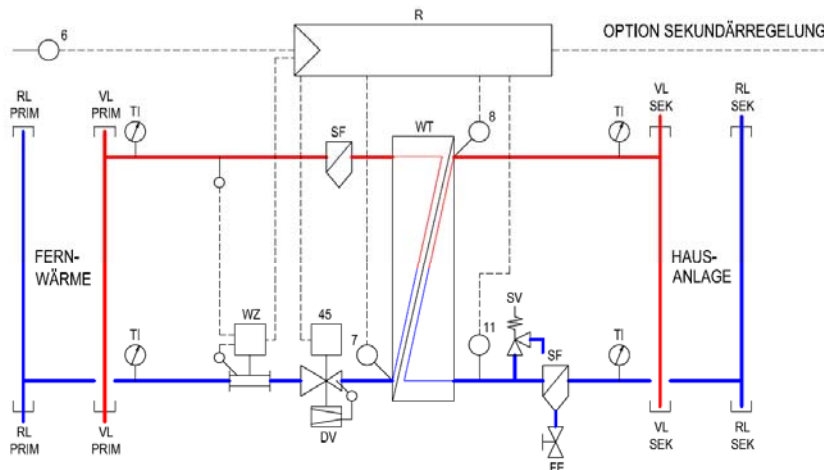 R
6
OPTION SEKUNDÄRREGELUNG
RL
PRIM
VL
PRIM
TI
SF
WT
8
TI
VL
SEK
RL
SEK
FERN-
WÄRME
HAUS-
ANLAGE
TI
WZ
45
7
11
SV
SF
TI
RL
PRIM
VL
PRIM
DV
VL
SEK
RL
SEK